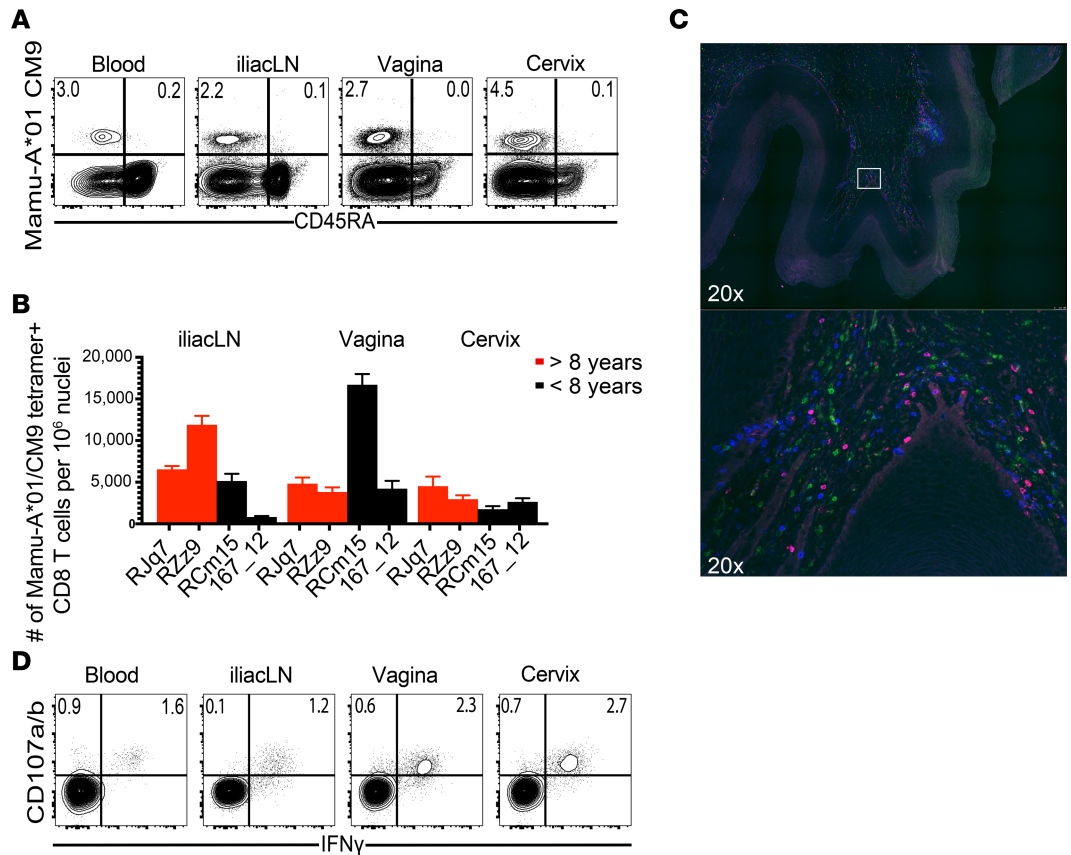 A
Blood iliacLN Vagina Cervix
Mamu-A*01 CM9
3.0 0.2 2.2 0.1 2.7 0.0 4.5 0.1
CD45RA
B
iliacLN Vagina Cervix
> 8 years
< 8 years
# of Mamu-A*01/CM9 tetramer+
CD8 T cells per 10⁶ nuclei
20,000
15,000
10,000
5,000
0
RJq7 RZz9 RCm15 167_12 RJq7 RZz9 RCm15 167_12 RJq7 RZz9 RCm15 167_12
C
20x
20x
D
Blood iliacLN Vagina Cervix
CD107a/b
0.9 1.6 0.1 1.2 0.6 2.3 0.7 2.7
IFNγ